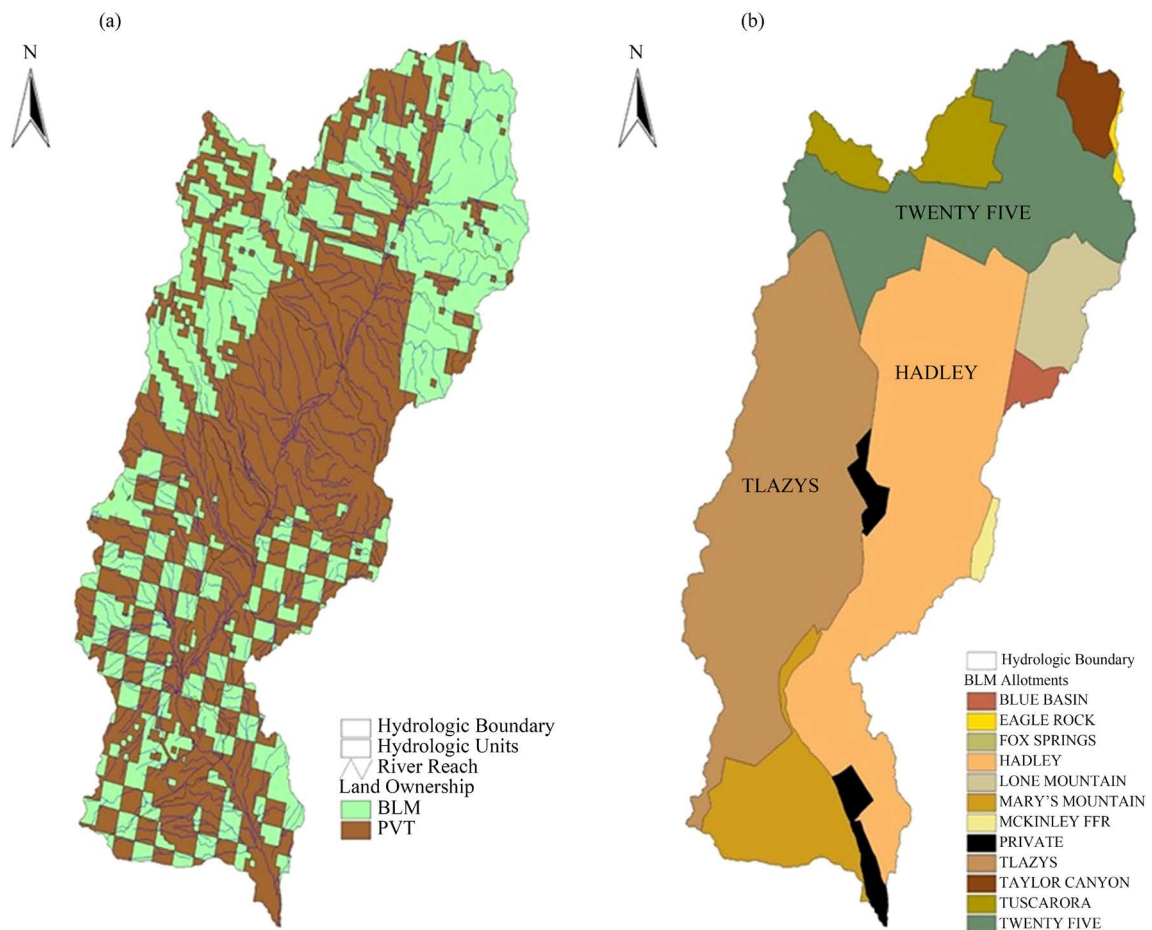 (a)
N
Hydrologic Boundary
Hydrologic Units
River Reach
Land Ownership
BLM
PVT
(b)
N
TWENTY FIVE
HADLEY
TLAZYS
Hydrologic Boundary
BLM Allotments
BLUE BASIN
EAGLE ROCK
FOX SPRINGS
HADLEY
LONE MOUNTAIN
MARY'S MOUNTAIN
MCKINLEY FFR
PRIVATE
TLAZYS
TAYLOR CANYON
TUSCARORA
TWENTY FIVE